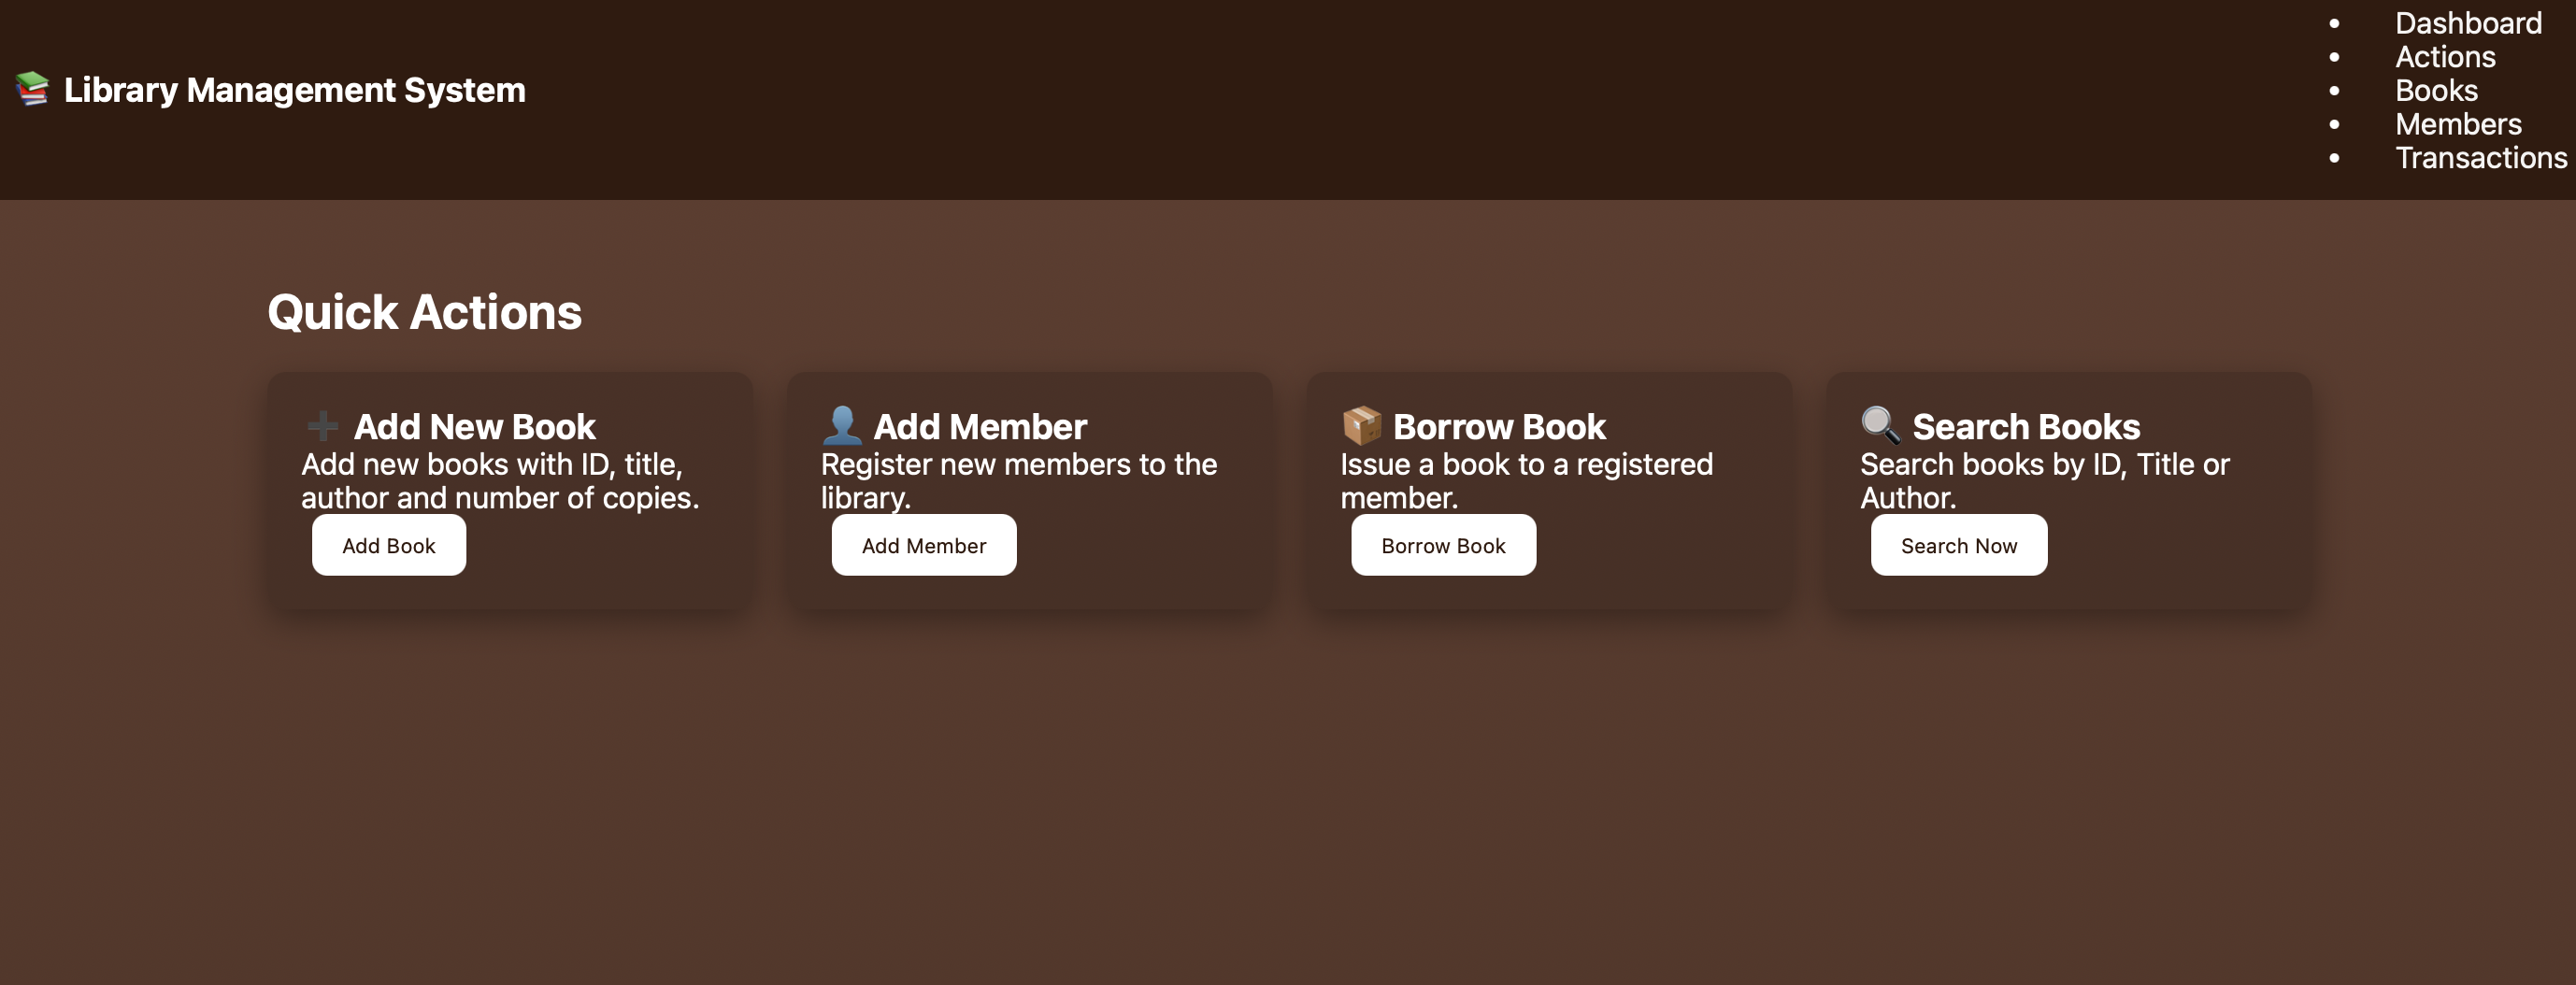 Library Management System
Dashboard
Actions
Books
Members
Transactions
Quick Actions
Add New Book
Add new books with ID, title,
author and number of copies.
Add Book
Add Member
Register new members to the
library.
Add Member
Borrow Book
Issue a book to a registered
member.
Borrow Book
Search Books
Search books by ID, Title or
Author.
Search Now